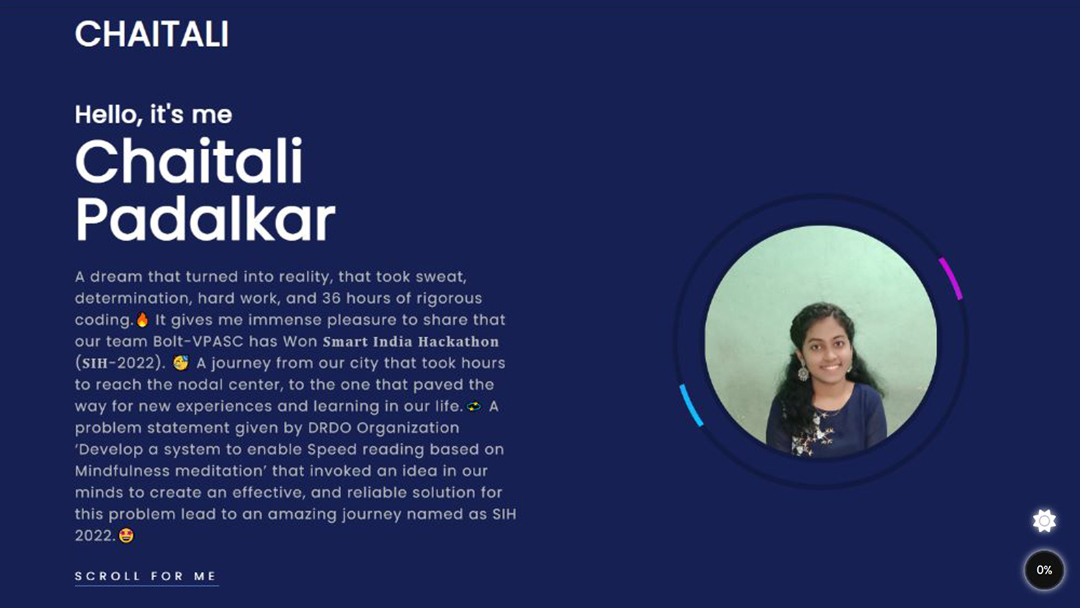 CHAITALI
Hello, it's me
Chaitali
Padalkar
A dream that turned into reality, that took sweat,
determination, hard work, and 36 hours of rigorous
coding.🔥 It gives me immense pleasure to share that
our team Bolt-VPASC has Won Smart India Hackathon
(SIH-2022). 🥳 A journey from our city that took hours
to reach the nodal center, to the one that paved the
way for new experiences and learning in our life.💫 A
problem statement given by DRDO Organization
‘Develop a system to enable Speed reading based on
Mindfulness meditation’ that invoked an idea in our
minds to create an effective, and reliable solution for
this problem lead to an amazing journey named as SIH
2022.🤩
SCROLL FOR ME
0%